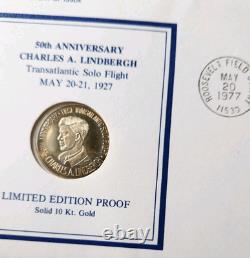 50th ANNIVERSARY
CHARLES A. LINDBERGH
Transatlantic Solo Flight
MAY 20-21, 1927
ROOSEVELT FIELD
MAY
20
1977
11533
CHARLES A. LINDBERGH
LIMITED EDITION PROOF
Solid 10 Kt. Gold